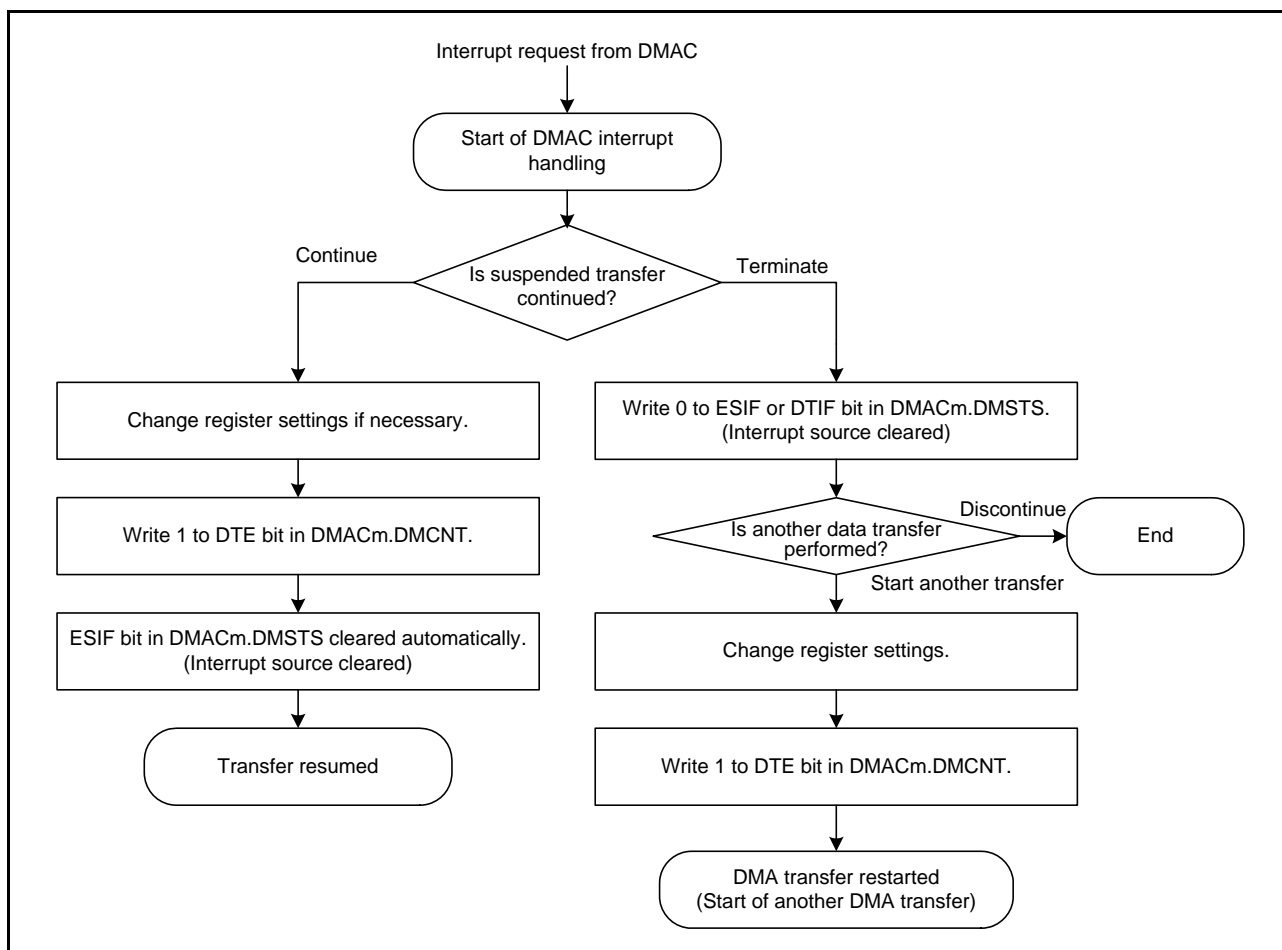 Interrupt request from DMAC
Start of DMAC interrupt
handling
Is suspended transfer
continued?
Continue
Terminate
Change register settings if necessary.
Write 1 to DTE bit in DMACm.DMCNT.
ESIF bit in DMACm.DMSTS cleared automatically.
(Interrupt source cleared)
Transfer resumed
Write 0 to ESIF or DTIF bit in DMACm.DMSTS.
(Interrupt source cleared)
Is another data transfer
performed?
Discontinue
End
Start another transfer
Change register settings.
Write 1 to DTE bit in DMACm.DMCNT.
DMA transfer restarted
(Start of another DMA transfer)